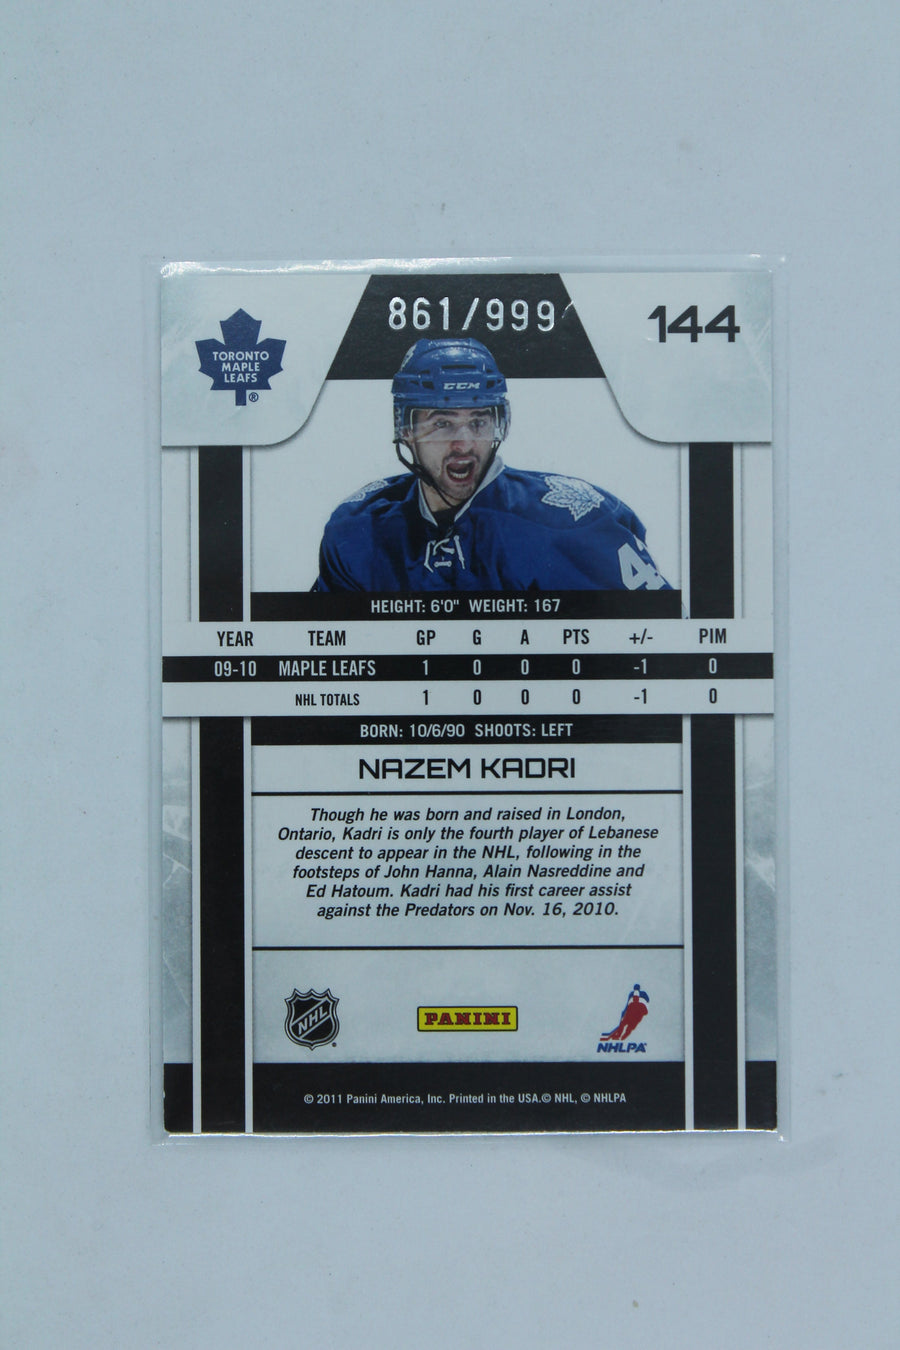 861/999
144
TORONTO
MAPLE
LEAFS
®
CCM
4
HEIGHT: 6'0" WEIGHT: 167
YEAR TEAM GP G A PTS +/- PIM
09-10 MAPLE LEAFS 1 0 0 0 -1 0
NHL TOTALS 1 0 0 0 -1 0
BORN: 10/6/90 SHOOTS: LEFT
NAZEM KADRI
Though he was born and raised in London,
Ontario, Kadri is only the fourth player of Lebanese
descent to appear in the NHL, following in the
footsteps of John Hanna, Alain Nasreddine and
Ed Hatoum. Kadri had his first career assist
against the Predators on Nov. 16, 2010.
NHL
PANINI
NHLPA
© 2011 Panini America, Inc. Printed in the USA.© NHL, © NHLPA